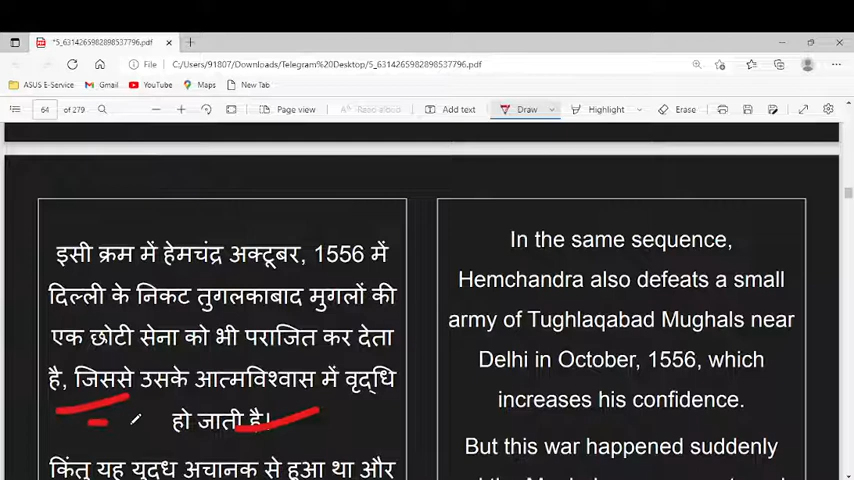 *5_6314265982898537796.pdf
File
C:/Users/91807/Downloads/Telegram%20Desktop/5_6314265982898537796.pdf
ASUS E-Service
Gmail
YouTube
Maps
New Tab
64 of 279
Page view
Read aloud
Add text
Draw
Highlight
Erase
इसी क्रम में हेमचंद्र अक्टूबर, 1556 में
दिल्ली के निकट तुगलकाबाद मुगलों की
एक छोटी सेना को भी पराजित कर देता
है, जिससे उसके आत्मविश्वास में वृद्धि
हो जाती है।
किंतु यह युद्ध अचानक से हुआ था और
In the same sequence,
Hemchandra also defeats a small
army of Tughlaqabad Mughals near
Delhi in October, 1556, which
increases his confidence.
But this war happened suddenly